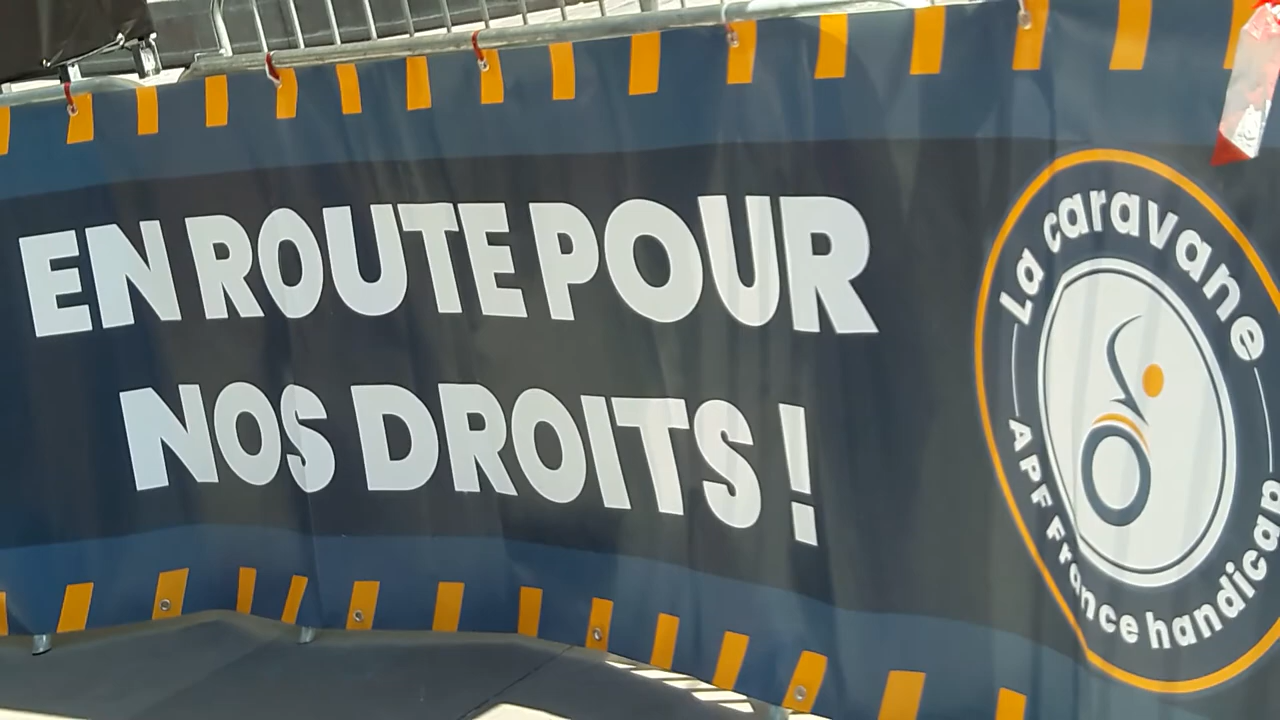 EN ROUTE POUR
NOS DROITS !
La caravane
APF France handicap